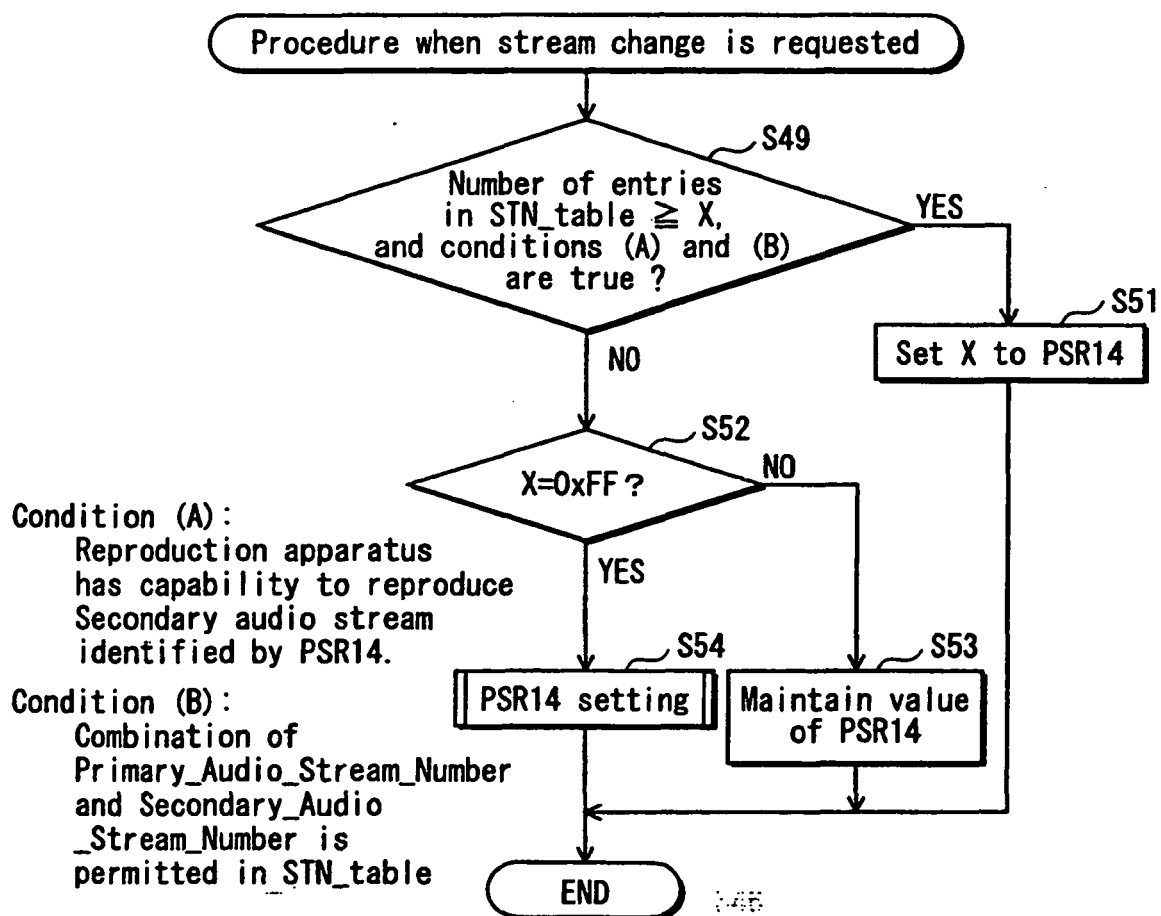 Procedure when stream change is requested
S49
Number of entries
in STN_table ≧ X,
and conditions (A) and (B)
are true ?
YES
S51
Set X to PSR14
NO
S52
X=0xFF ?
NO
YES
Condition (A):
Reproduction apparatus
has capability to reproduce
Secondary audio stream
identified by PSR14.
S54
PSR14 setting
S53
Maintain value
of PSR14
Condition (B):
Combination of
Primary_Audio_Stream_Number
and Secondary_Audio
_Stream_Number is
permitted in STN_table
END